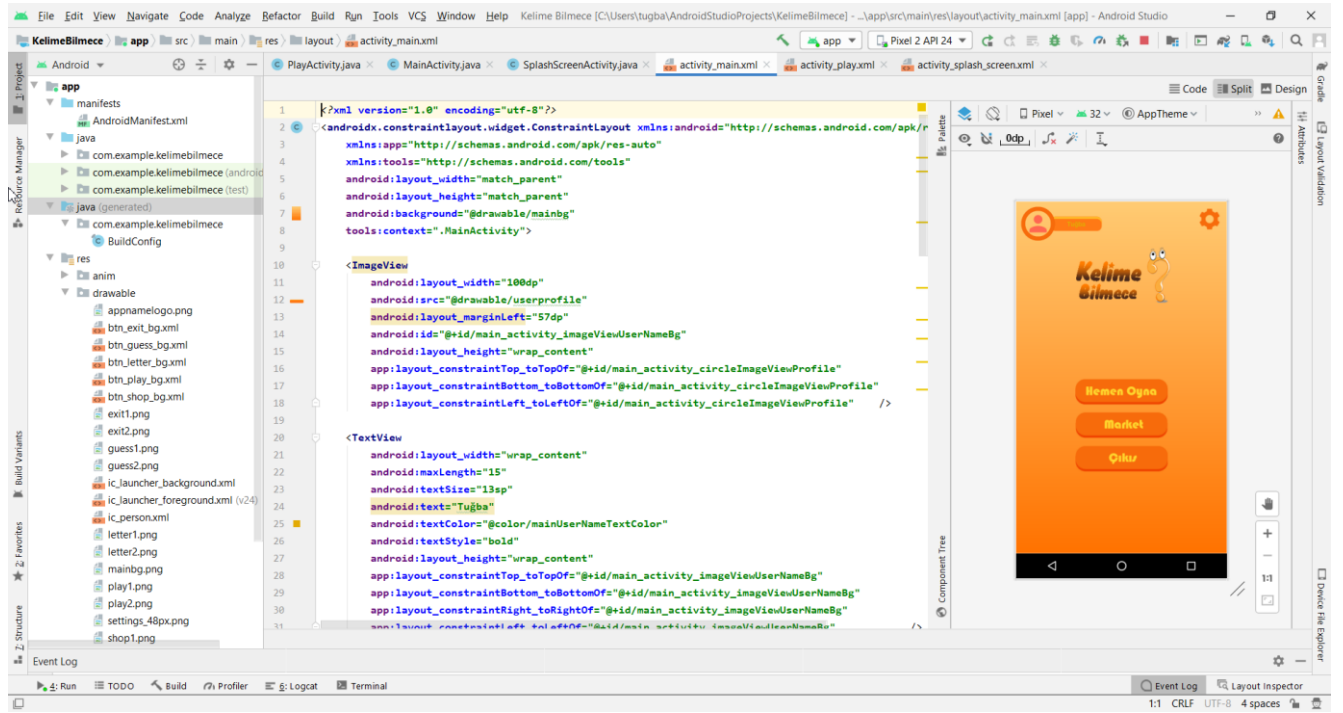 File Edit View Navigate Code Analyze Refactor Build Run Tools VCS Window Help Kelime Bilmece [C:\Users\tugba\AndroidStudioProjects\KelimeBilmece] - ...\app\src\main\res\layout\activity_main.xml [app] - Android Studio
KelimeBilmece app src main res layout activity_main.xml app Pixel 2 API 24
Android PlayActivity.java MainActivity.java SplashScreenActivity.java activity_main.xml activity_play.xml activity_splash_screen.xml
Code Split Design
1: Project
Resource Manager
Build Variants
2: Favorites
Z: Structure
app
manifests
AndroidManifest.xml
java
com.example.kelimebilmece
com.example.kelimebilmece (android
com.example.kelimebilmece (test)
java (generated)
com.example.kelimebilmece
BuildConfig
res
anim
drawable
appnamelogo.png
btn_exit_bg.xml
btn_guess_bg.xml
btn_letter_bg.xml
btn_play_bg.xml
btn_shop_bg.xml
exit1.png
exit2.png
guess1.png
guess2.png
ic_launcher_background.xml
ic_launcher_foreground.xml (v24)
ic_person.xml
letter1.png
letter2.png
mainbg.png
play1.png
play2.png
settings_48px.png
shop1.png
1 <?xml version="1.0" encoding="utf-8"?>
2 <androidx.constraintlayout.widget.ConstraintLayout xmlns:android="http://schemas.android.com/apk/r
3 xmlns:app="http://schemas.android.com/apk/res-auto"
4 xmlns:tools="http://schemas.android.com/tools"
5 android:layout_width="match_parent"
6 android:layout_height="match_parent"
7 android:background="@drawable/mainbg"
8 tools:context=".MainActivity">
9
10 <ImageView
11 android:layout_width="100dp"
12 android:src="@drawable/userprofile"
13 android:layout_marginLeft="57dp"
14 android:id="@+id/main_activity_imageViewUserNameBg"
15 android:layout_height="wrap_content"
16 app:layout_constraintTop_toTopOf="@+id/main_activity_circleImageViewProfile"
17 app:layout_constraintBottom_toBottomOf="@+id/main_activity_circleImageViewProfile"
18 app:layout_constraintLeft_toLeftOf="@+id/main_activity_circleImageViewProfile" />
19
20 <TextView
21 android:layout_width="wrap_content"
22 android:maxLength="15"
23 android:textSize="13sp"
24 android:text="Tuğba"
25 android:textColor="@color/mainUserNameTextColor"
26 android:textStyle="bold"
27 android:layout_height="wrap_content"
28 app:layout_constraintTop_toTopOf="@+id/main_activity_imageViewUserNameBg"
29 app:layout_constraintBottom_toBottomOf="@+id/main_activity_imageViewUserNameBg"
30 app:layout_constraintRight_toRightOf="@+id/main_activity_imageViewUserNameBg"
31 app:layout_constraintLeft_toLeftOf="@+id/main_activity_imageViewUserNameBg" />
Palette
Component Tree
Pixel 32 AppTheme
0dp
Kelime
Bilmece
Hemen Oyna
Market
Çıkış
1:1
Attributes
Gradle
Layout Validation
Device File Explorer
Event Log
4: Run TODO Build Profiler 6: Logcat Terminal Event Log Layout Inspector
1:1 CRLF UTF-8 4 spaces